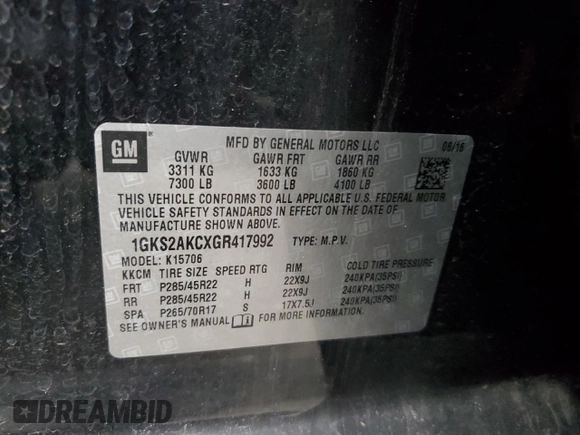 GM
MFD BY GENERAL MOTORS LLC 06/16
GVWR GAWR FRT GAWR RR
3311 KG 1633 KG 1860 KG
7300 LB 3600 LB 4100 LB
THIS VEHICLE CONFORMS TO ALL APPLICABLE U.S. FEDERAL MOTOR
VEHICLE SAFETY STANDARDS IN EFFECT ON THE DATE OF
MANUFACTURE SHOWN ABOVE.
1GKS2AKCXGR417992 TYPE: M.P.V.
MODEL: K15706
KKCM TIRE SIZE SPEED RTG RIM COLD TIRE PRESSURE
FRT P285/45R22 H 22X9J 240KPA(35PSI)
RR P285/45R22 H 22X9J 240KPA(35PSI)
SPA P265/70R17 S 17X7.5J 240KPA(35PSI)
SEE OWNER'S MANUAL FOR MORE INFORMATION.
DREAMBID